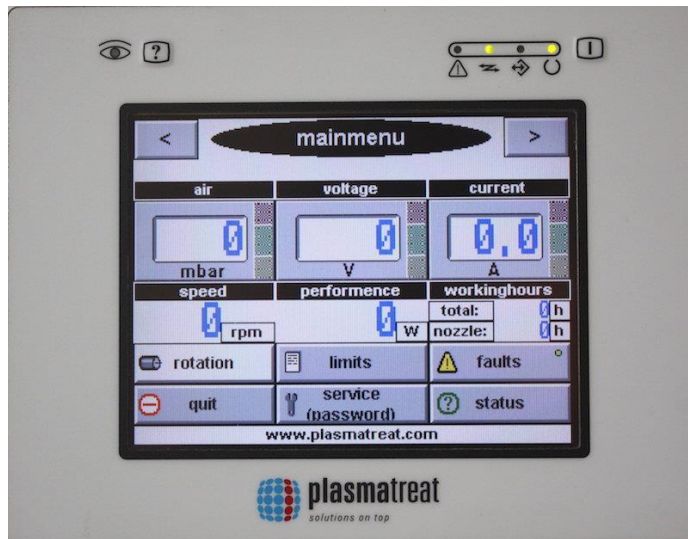 ?
< mainmenu >
air voltage current
0 0 0,0
mbar V A
speed performence workinghours
0 rpm 0 W total: 0 h
nozzle: 0 h
rotation limits faults
quit service (password) ? status
www.plasmatreat.com
plasmatreat
solutions on top